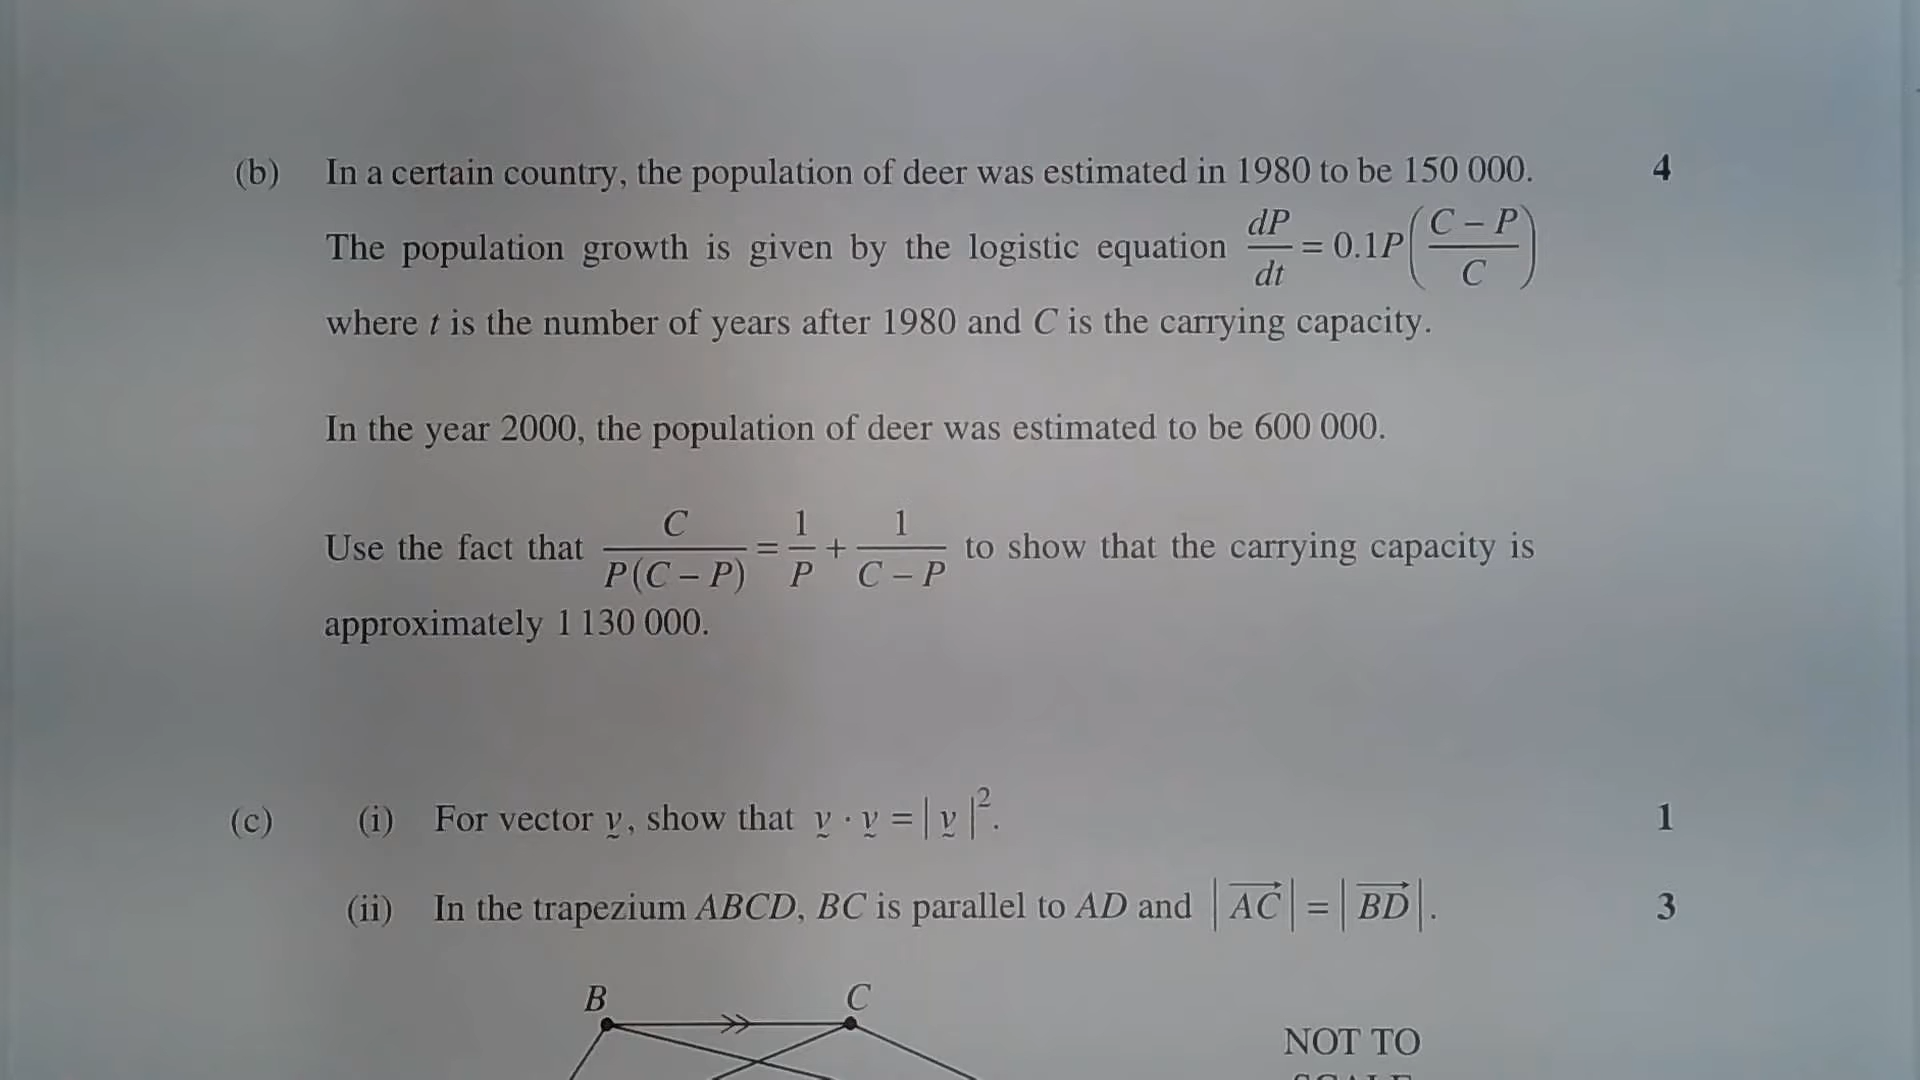 (b) In a certain country, the population of deer was estimated in 1980 to be 150 000. 4
The population growth is given by the logistic equation dP/dt = 0.1P((C – P)/C)
where t is the number of years after 1980 and C is the carrying capacity.
In the year 2000, the population of deer was estimated to be 600 000.
Use the fact that C/(P(C – P)) = 1/P + 1/(C – P) to show that the carrying capacity is
approximately 1 130 000.
(c) (i) For vector v̰, show that v̰ · v̰ = |v̰|². 1
(ii) In the trapezium ABCD, BC is parallel to AD and |AC→| = |BD→|. 3
B C
NOT TO